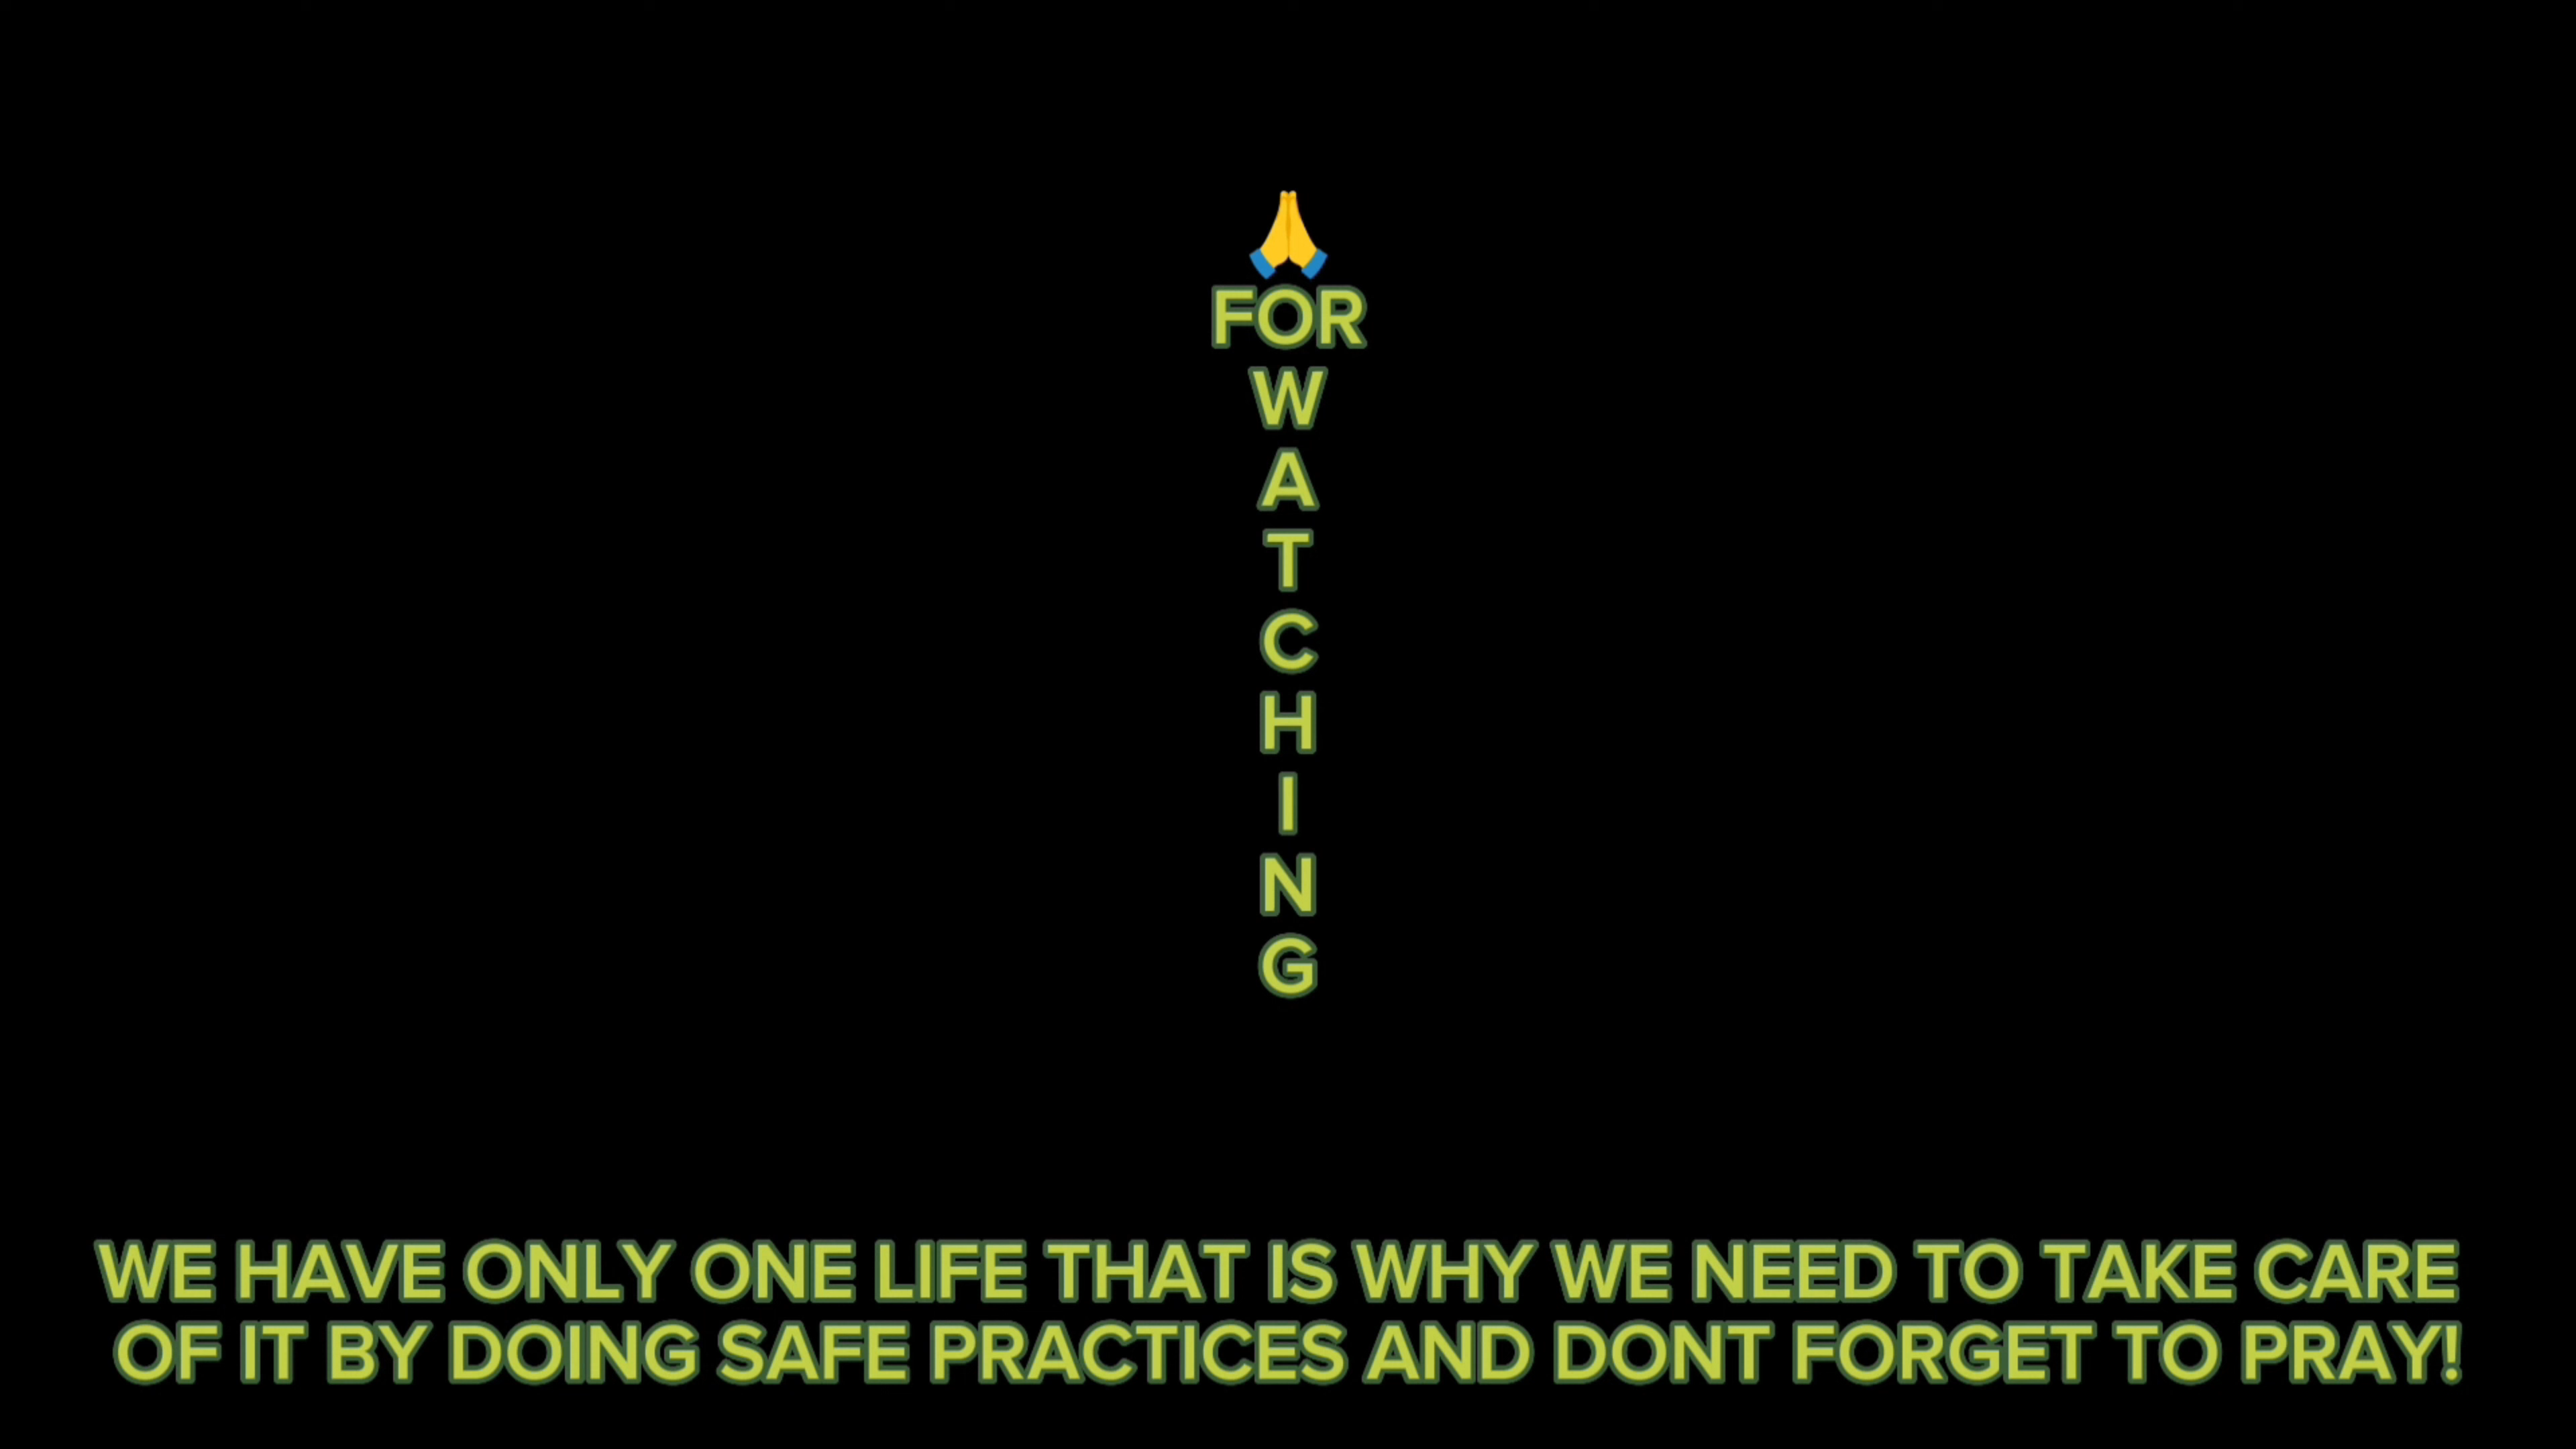 🙏
FOR
W
A
T
C
H
I
N
G
WE HAVE ONLY ONE LIFE THAT IS WHY WE NEED TO TAKE CARE
OF IT BY DOING SAFE PRACTICES AND DONT FORGET TO PRAY!